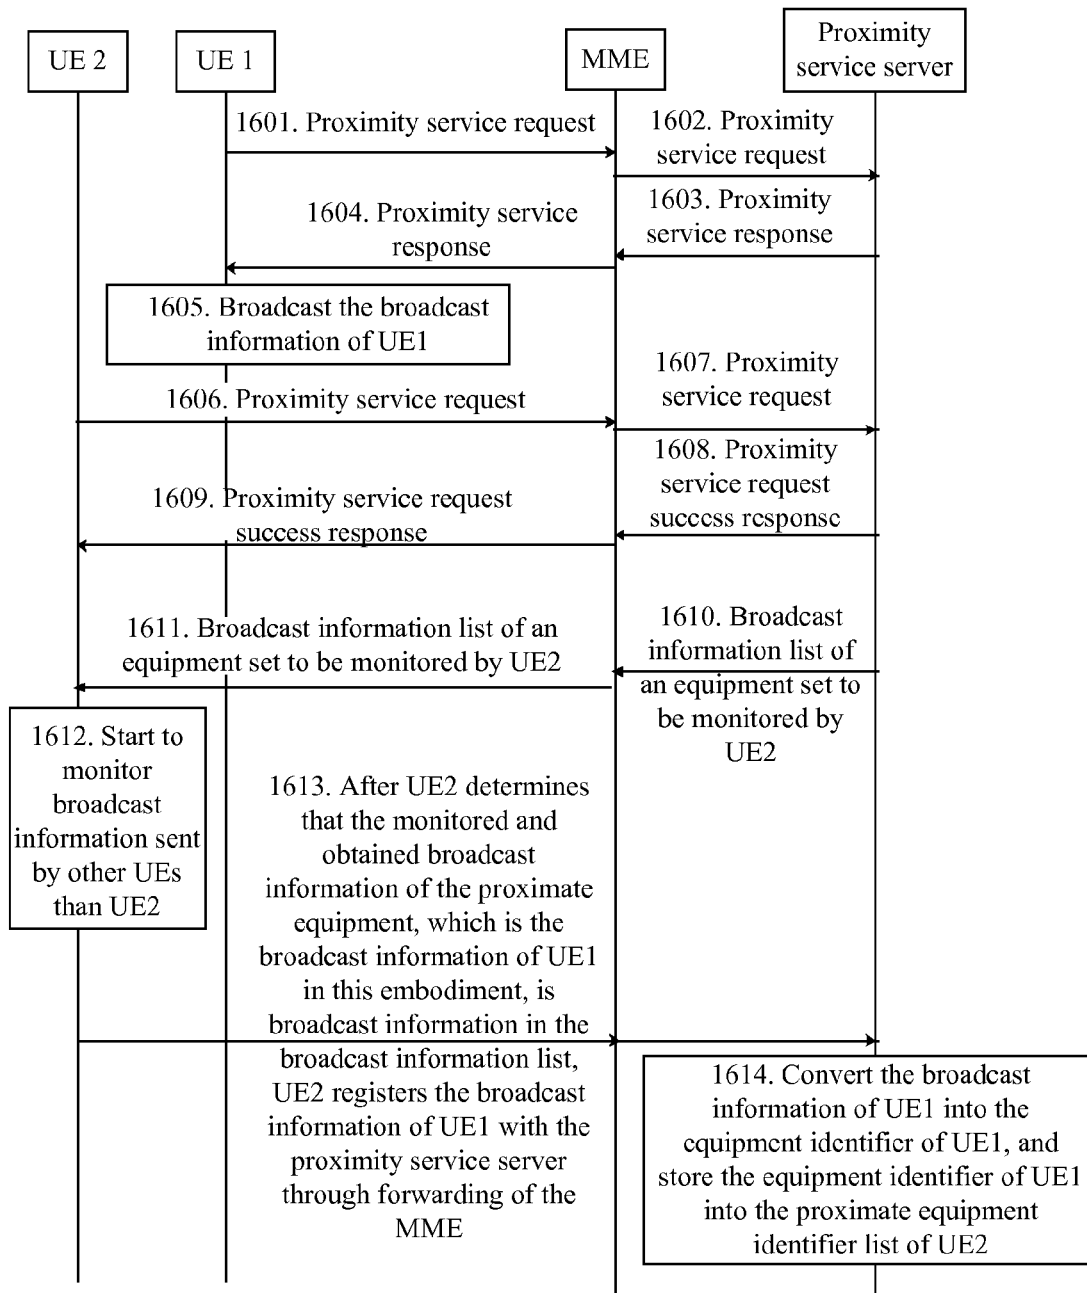 UE 2
UE 1
MME
Proximity
service server
1601. Proximity service request
1602. Proximity
service request
1603. Proximity
service response
1604. Proximity service
response
1605. Broadcast the broadcast
information of UE1
1606. Proximity service request
1607. Proximity
service request
1608. Proximity
service request
success response
1609. Proximity service request
success response
1610. Broadcast
information list of
an equipment set to
be monitored by
UE2
1611. Broadcast information list of an
equipment set to be monitored by UE2
1612. Start to
monitor
broadcast
information sent
by other UEs
than UE2
1613. After UE2 determines
that the monitored and
obtained broadcast
information of the proximate
equipment, which is the
broadcast information of UE1
in this embodiment, is
broadcast information in the
broadcast information list,
UE2 registers the broadcast
information of UE1 with the
proximity service server
through forwarding of the
MME
1614. Convert the broadcast
information of UE1 into the
equipment identifier of UE1, and
store the equipment identifier of UE1
into the proximate equipment
identifier list of UE2